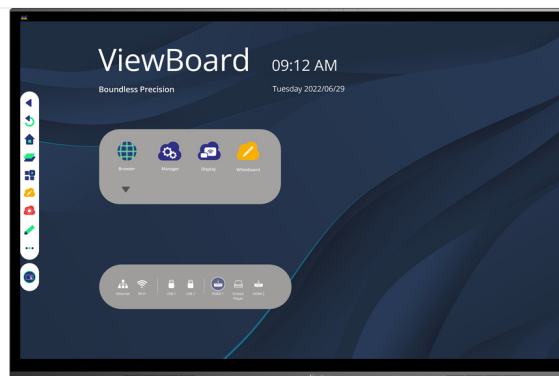 ViewBoard
09:12 AM
Boundless Precision
Tuesday 2022/06/29
Browser
Manager
Display
Whiteboard
Ethernet
Wi-Fi
USB 1
USB 2
HDMI 1
HDMI 2
Player